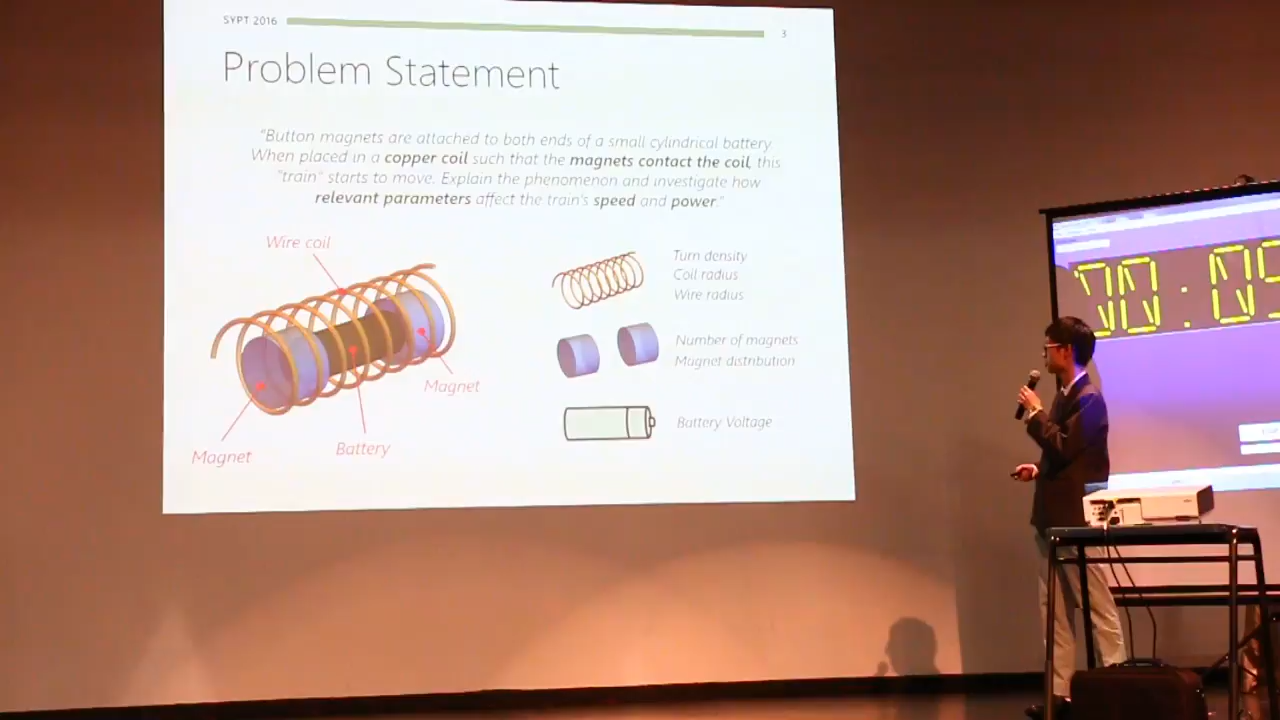 SYPT 2016
3
Problem Statement
"Button magnets are attached to both ends of a small cylindrical battery.
When placed in a copper coil such that the magnets contact the coil, this
"train" starts to move. Explain the phenomenon and investigate how
relevant parameters affect the train's speed and power."
Wire coil
Magnet
Battery
Magnet
Turn density
Coil radius
Wire radius
Number of magnets
Magnet distribution
Battery Voltage
00:0